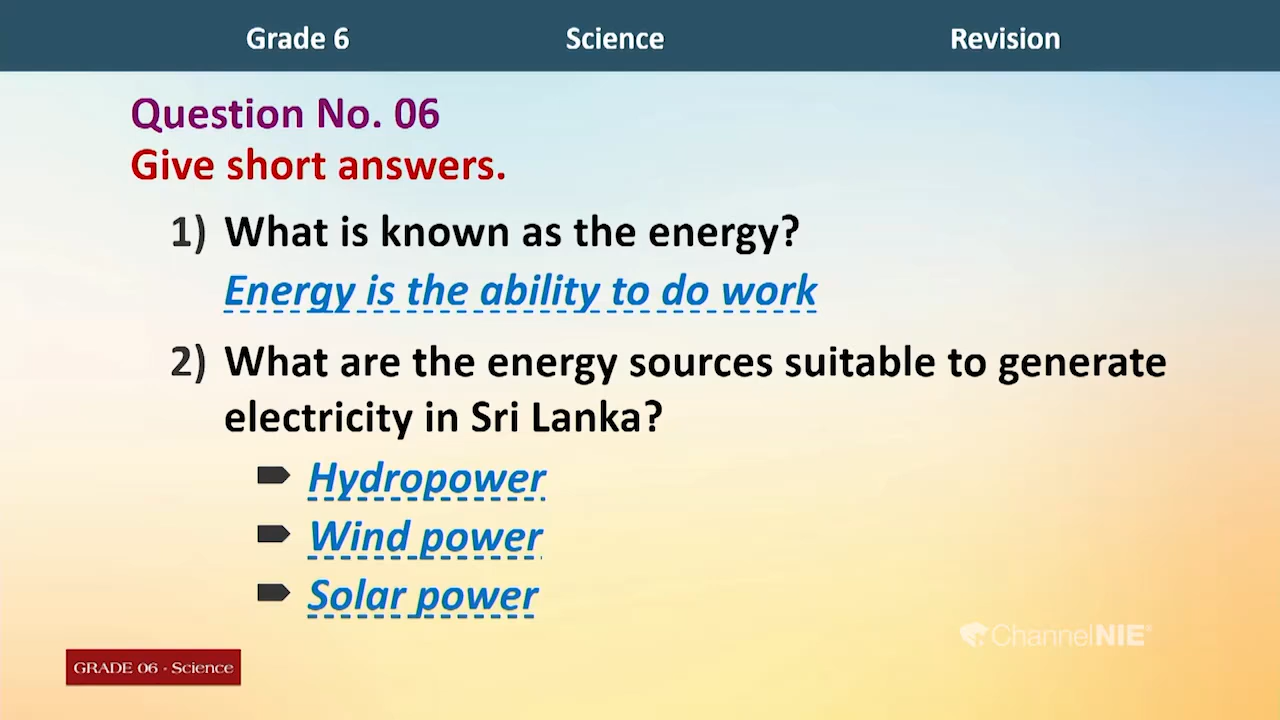 Grade 6 Science Revision
Question No. 06
Give short answers.
1) What is known as the energy?
Energy is the ability to do work
2) What are the energy sources suitable to generate
electricity in Sri Lanka?
Hydropower
Wind power
Solar power
ChannelNIE
GRADE 06 - Science